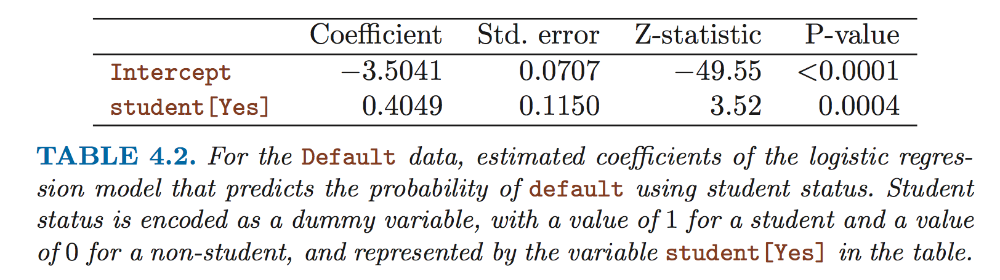 Coefficient Std. error Z-statistic P-value
Intercept −3.5041 0.0707 −49.55 <0.0001
student[Yes] 0.4049 0.1150 3.52 0.0004
TABLE 4.2. For the Default data, estimated coefficients of the logistic regres-
sion model that predicts the probability of default using student status. Student
status is encoded as a dummy variable, with a value of 1 for a student and a value
of 0 for a non-student, and represented by the variable student[Yes] in the table.